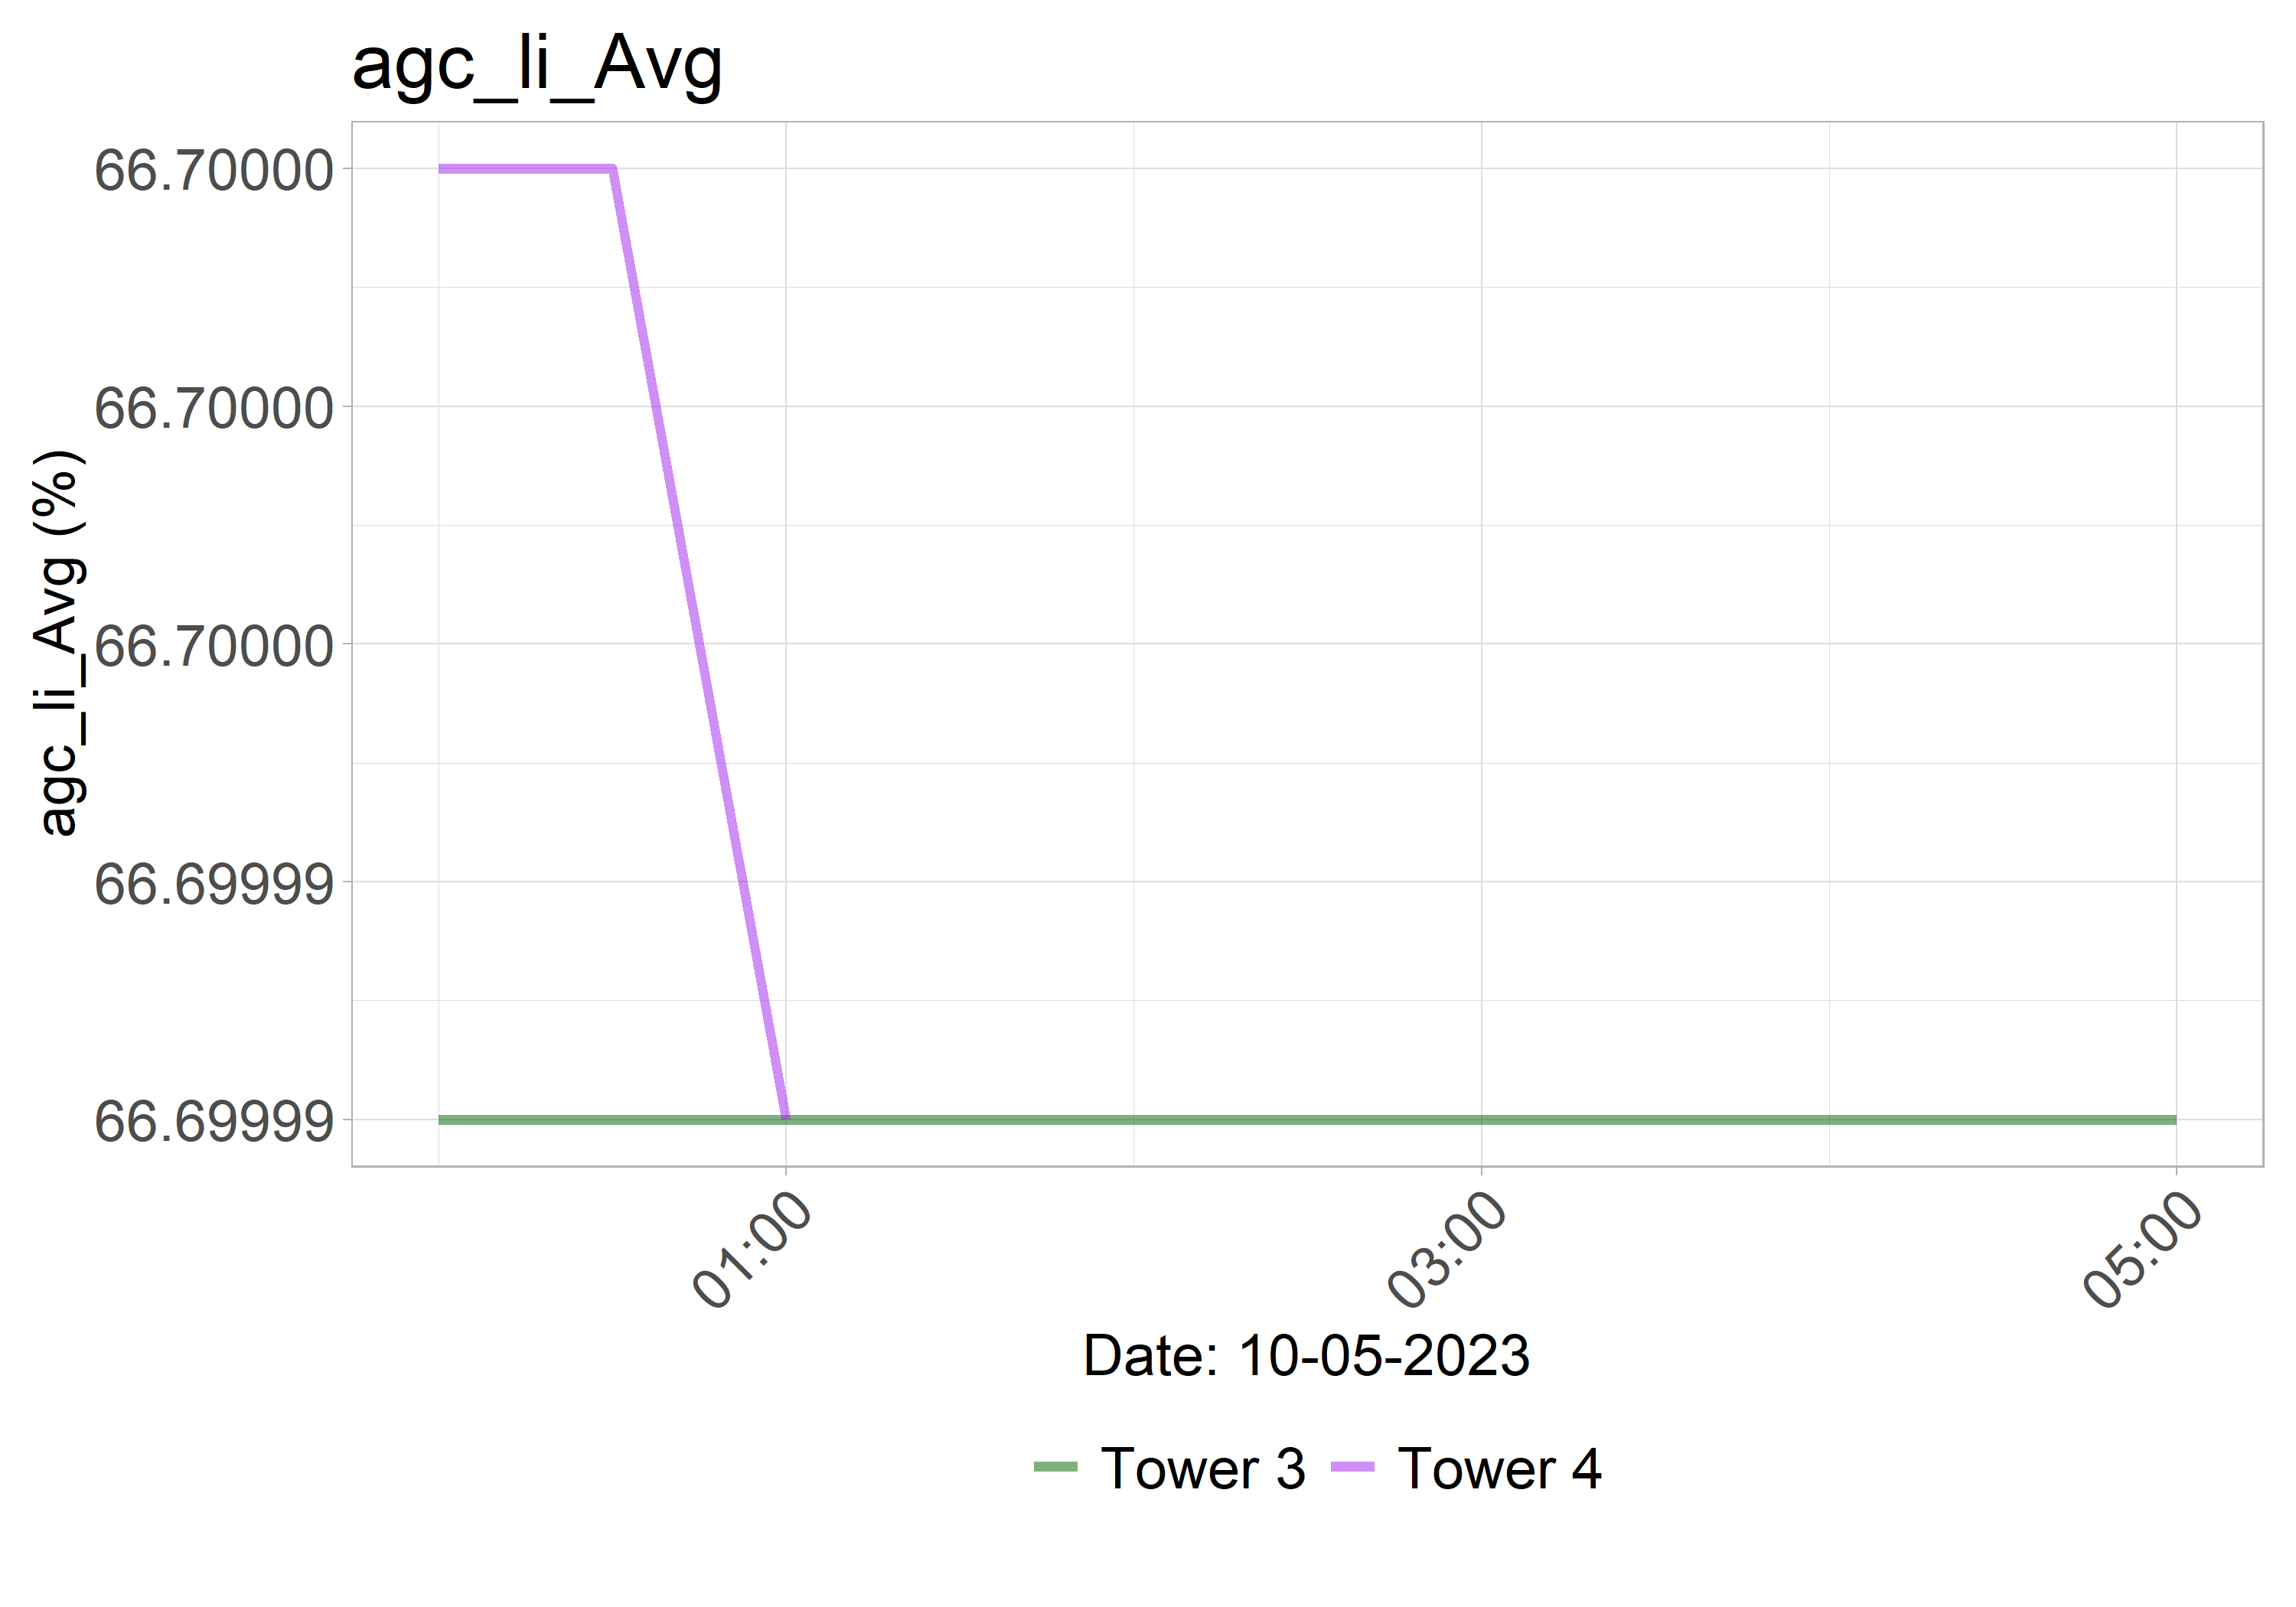 agc_li_Avg
agc_li_Avg (%)
66.70000
66.70000
66.70000
66.69999
66.69999
01:00
03:00
05:00
Date: 10-05-2023
Tower 3
Tower 4